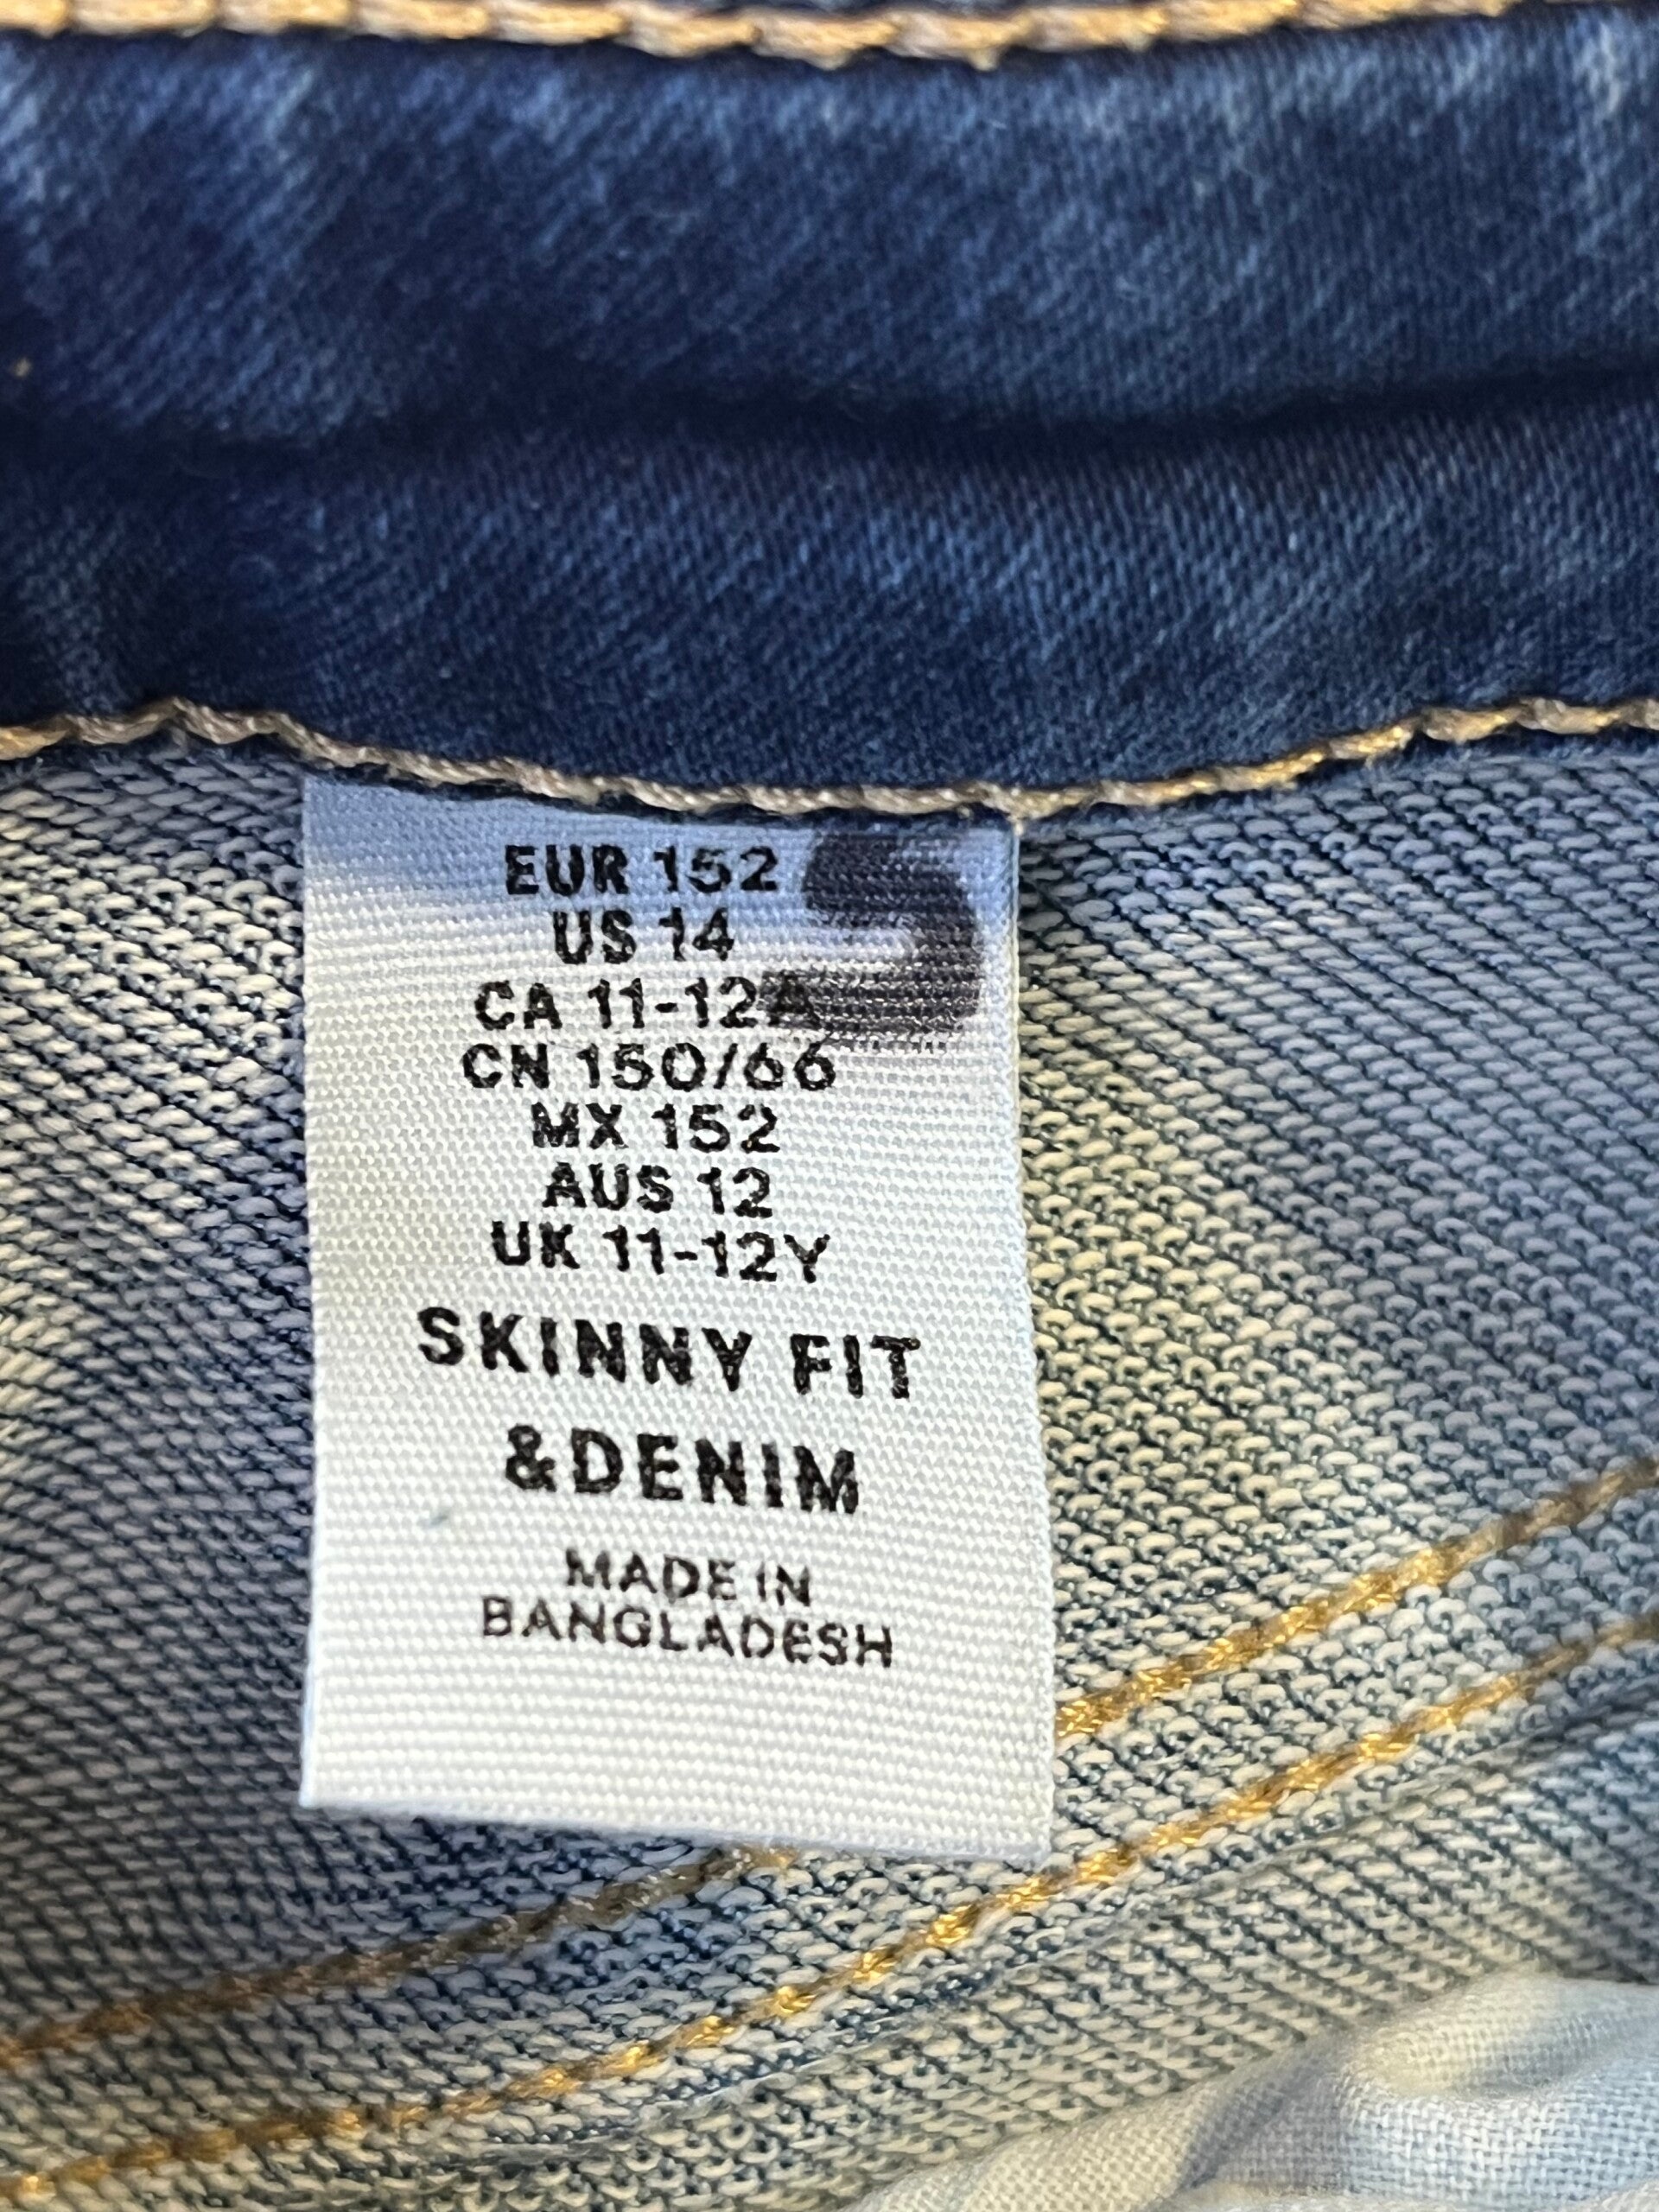 EUR 152
US 14
CA 11-12A
CN 150/66
MX 152
AUS 12
UK 11-12Y
SKINNY FIT
&DENIM
MADE IN
BANGLADESH